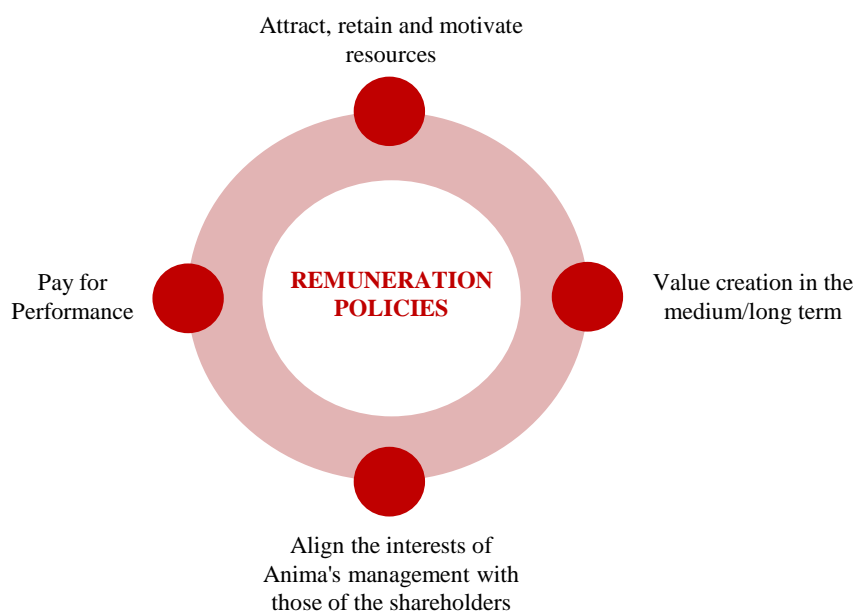 Attract, retain and motivate
resources
Pay for
Performance
REMUNERATION
POLICIES
Value creation in the
medium/long term
Align the interests of
Anima's management with
those of the shareholders